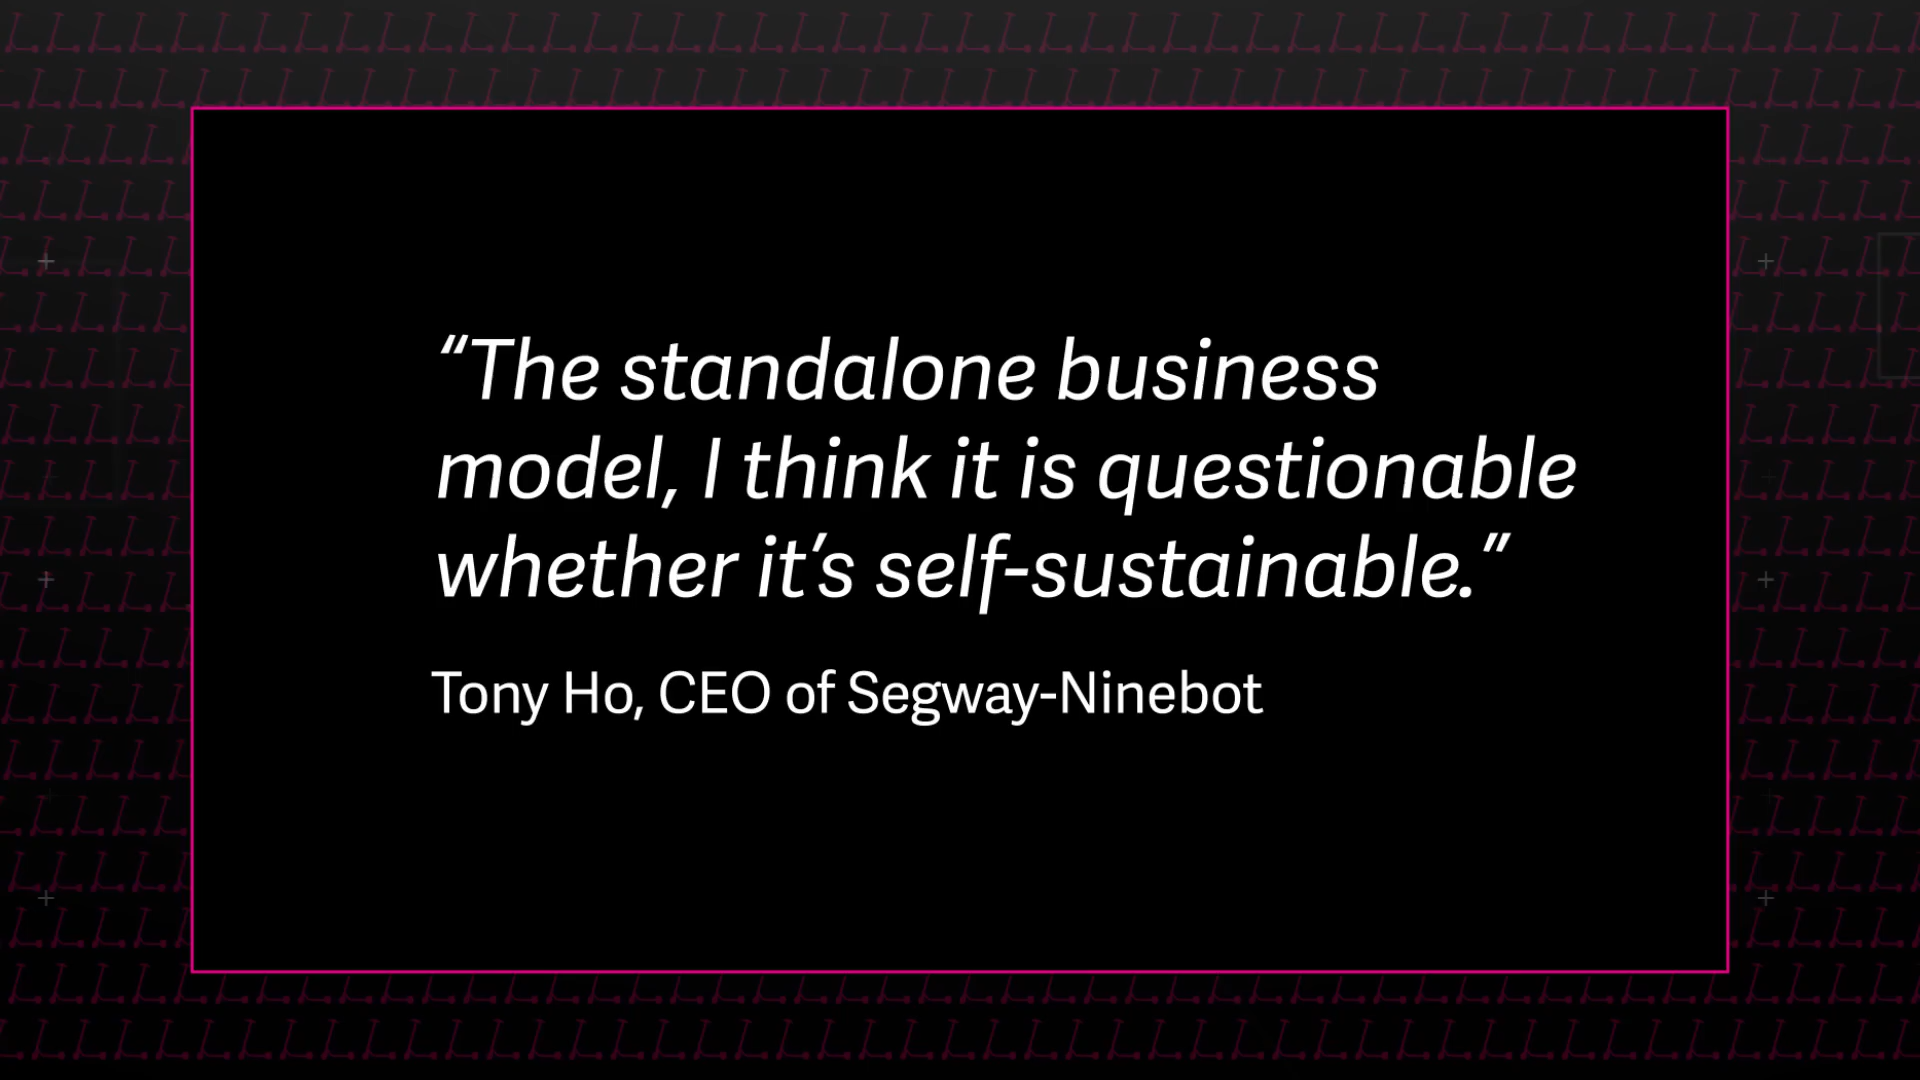 “The standalone business
model, I think it is questionable
whether it’s self-sustainable.”
Tony Ho, CEO of Segway-Ninebot